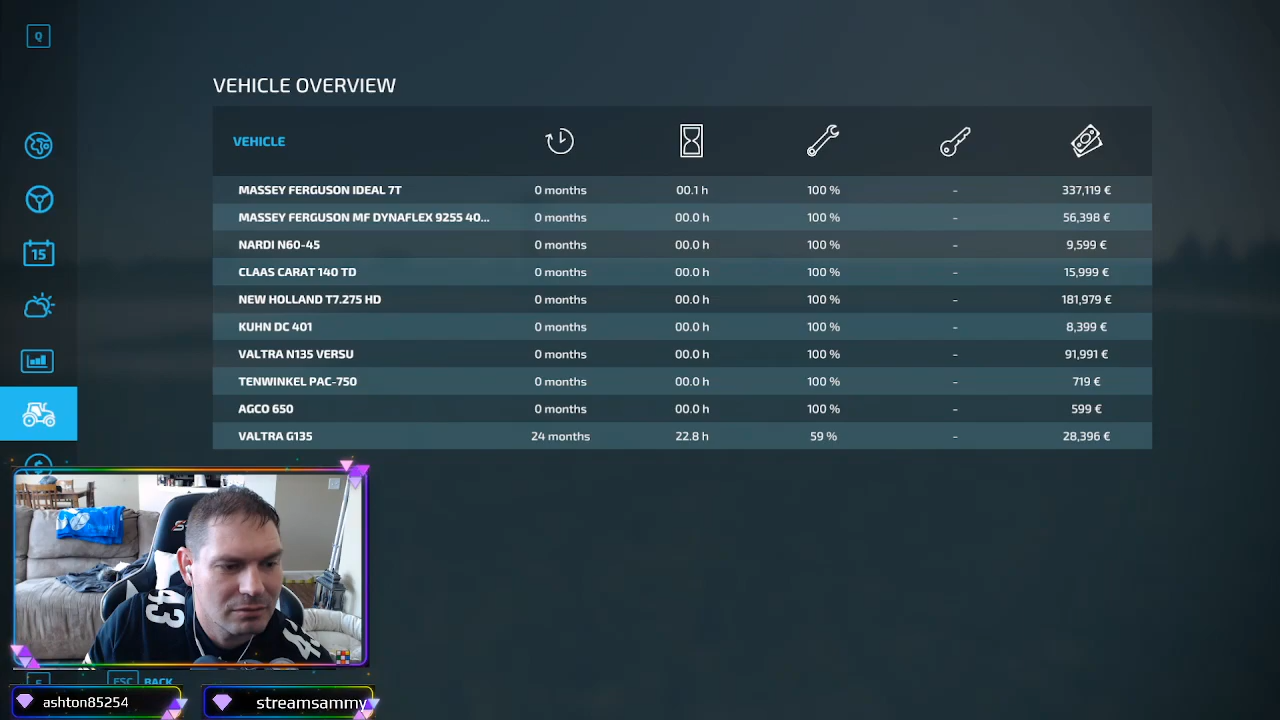 Q
VEHICLE OVERVIEW
VEHICLE
MASSEY FERGUSON IDEAL 7T 0 months 00.1 h 100 % - 337,119 €
MASSEY FERGUSON MF DYNAFLEX 9255 40... 0 months 00.0 h 100 % - 56,398 €
NARDI N60-45 0 months 00.0 h 100 % - 9,599 €
CLAAS CARAT 140 TD 0 months 00.0 h 100 % - 15,999 €
NEW HOLLAND T7.275 HD 0 months 00.0 h 100 % - 181,979 €
KUHN DC 401 0 months 00.0 h 100 % - 8,399 €
VALTRA N135 VERSU 0 months 00.0 h 100 % - 91,991 €
TENWINKEL PAC-750 0 months 00.0 h 100 % - 719 €
AGCO 650 0 months 00.0 h 100 % - 599 €
VALTRA G135 24 months 22.8 h 59 % - 28,396 €
15
$
43
ESC BACK
ashton85254 streamsammy